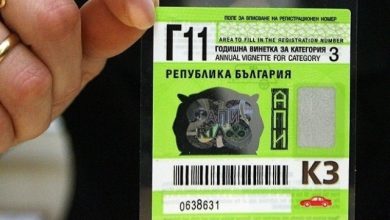 ПОЛЕ ЗА ВПИСВАНЕ НА РЕГИСТРАЦИОНЕН НОМЕР
AREA TO FILL IN THE REGISTRATION NUMBER
Г11
ГОДИШНА ВИНЕТКА ЗА КАТЕГОРИЯ
ANNUAL VIGNETTE FOR CATEGORY 3
РЕПУБЛИКА БЪЛГАРИЯ
АПИ
К3
0638631